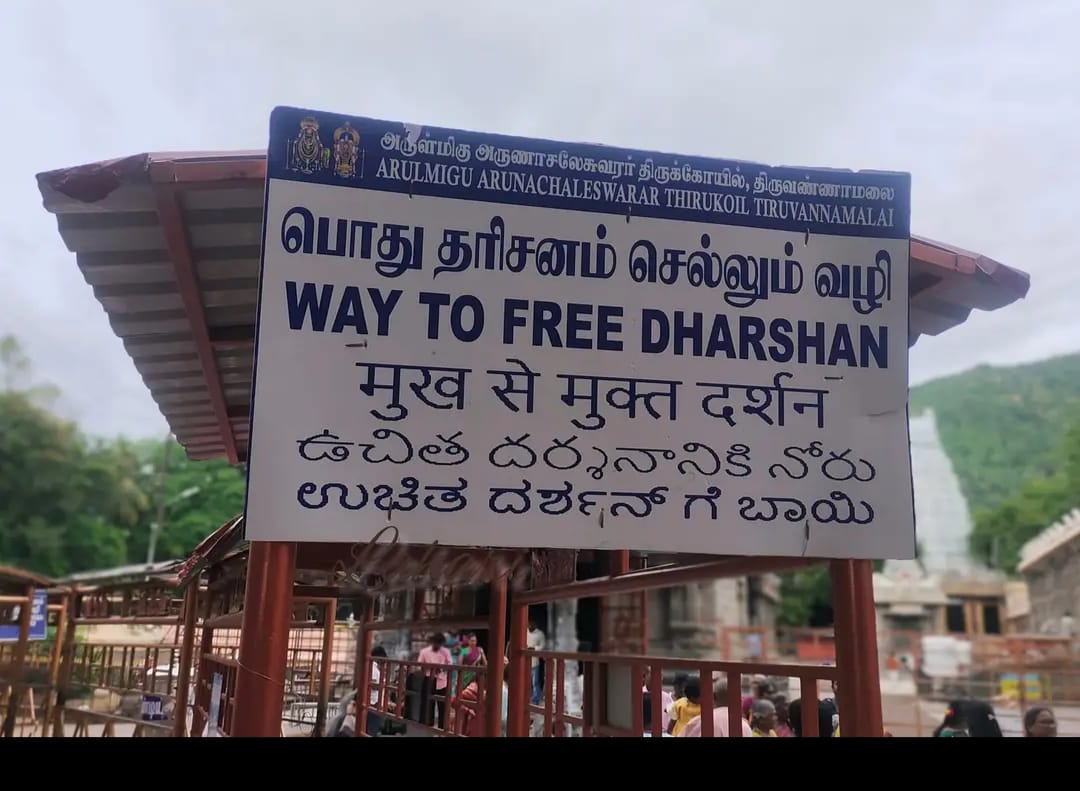 அருள்மிகு அருணாசலேசுவரர் திருக்கோயில், திருவண்ணாமலை
ARULMIGU ARUNACHALESWARAR THIRUKOIL TIRUVANNAMALAI
பொது தரிசனம் செல்லும் வழி
WAY TO FREE DHARSHAN
मुख से मुक्त दर्शन
ఉచిత దర్శనానికి నోరు
ಉಚಿತ ದರ್ಶನ್ ಗೆ ಬಾಯಿ